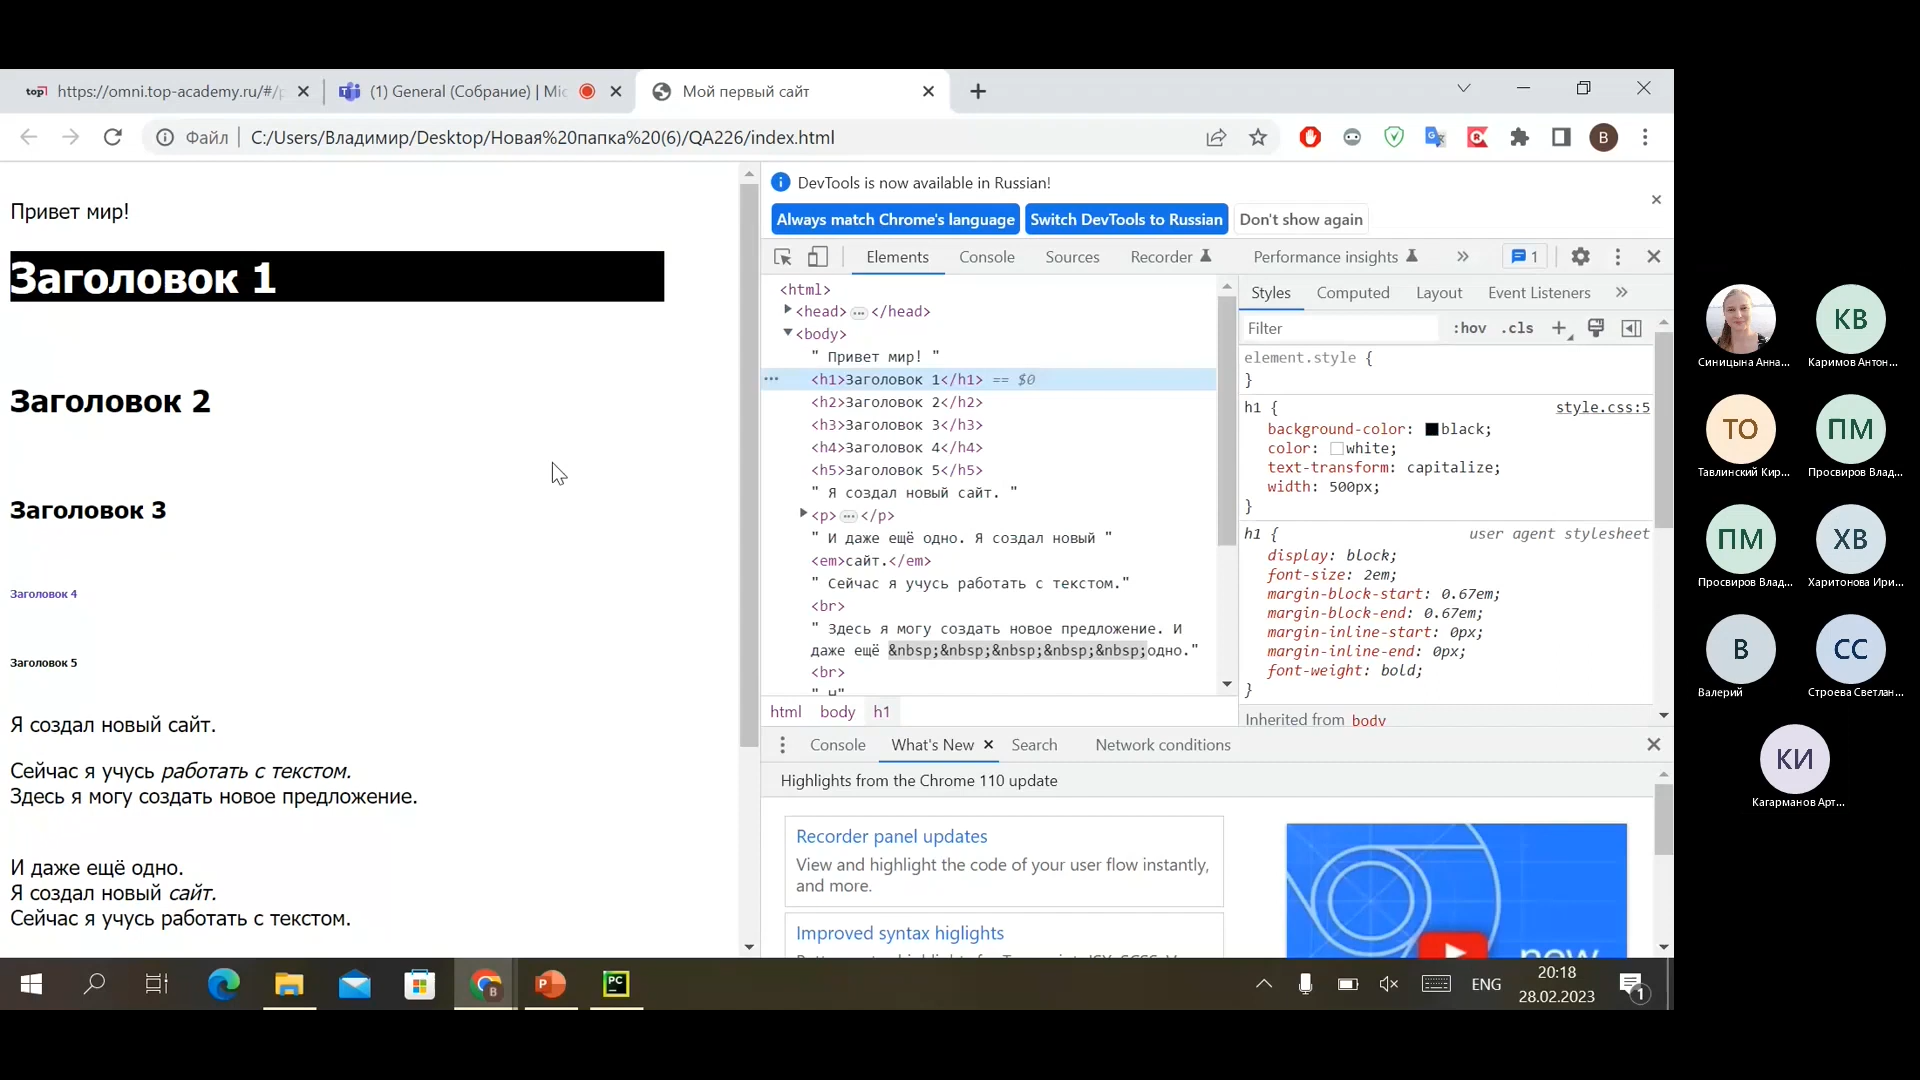 https://omni.top-academy.ru/#/p
(1) General (Собрание) | Mic
Мой первый сайт
Файл
C:/Users/Владимир/Desktop/Новая%20папка%20(6)/QA226/index.html
B
Привет мир!
Заголовок 1
Заголовок 2
Заголовок 3
Заголовок 4
Заголовок 5
Я создал новый сайт.
Сейчас я учусь работать с текстом.
Здесь я могу создать новое предложение.
И даже ещё одно.
Я создал новый сайт.
Сейчас я учусь работать с текстом.
DevTools is now available in Russian!
Always match Chrome's language
Switch DevTools to Russian
Don't show again
Elements
Console
Sources
Recorder
Performance insights
1
<html>
<head> ··· </head>
<body>
" Привет мир! "
<h1>Заголовок 1</h1> == $0
<h2>Заголовок 2</h2>
<h3>Заголовок 3</h3>
<h4>Заголовок 4</h4>
<h5>Заголовок 5</h5>
" Я создал новый сайт. "
<p> ··· </p>
" И даже ещё одно. Я создал новый "
<em>сайт.</em>
" Сейчас я учусь работать с текстом."
<br>
" Здесь я могу создать новое предложение. И
даже ещё &nbsp;&nbsp;&nbsp;&nbsp;&nbsp;одно."
<br>
html
body
h1
Styles
Computed
Layout
Event Listeners
Filter
:hov
.cls
element.style {
}
h1 {
style.css:5
background-color: black;
color: white;
text-transform: capitalize;
width: 500px;
}
h1 {
user agent stylesheet
display: block;
font-size: 2em;
margin-block-start: 0.67em;
margin-block-end: 0.67em;
margin-inline-start: 0px;
margin-inline-end: 0px;
font-weight: bold;
}
Inherited from body
Console
What's New
Search
Network conditions
Highlights from the Chrome 110 update
Recorder panel updates
View and highlight the code of your user flow instantly,
and more.
Improved syntax higlights
new
ENG
20:18
28.02.2023
1
Синицына Анна...
КВ
Каримов Антон...
ТО
Тавлинский Кир...
ПМ
Просвиров Влад...
ПМ
Просвиров Влад...
ХВ
Харитонова Ири...
В
Валерий
СС
Строева Светлан...
КИ
Кагарманов Арт...